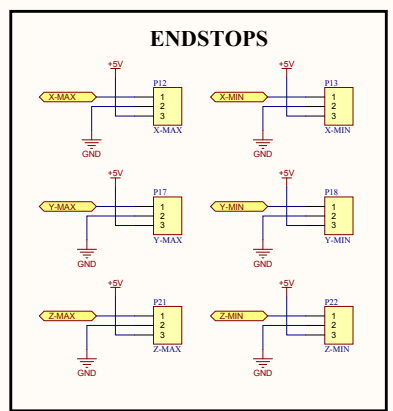 ENDSTOPS
+5V
P12
X-MAX
1
2
3
X-MAX
GND
+5V
P13
X-MIN
1
2
3
X-MIN
GND
+5V
P17
Y-MAX
1
2
3
Y-MAX
GND
+5V
P18
Y-MIN
1
2
3
Y-MIN
GND
+5V
P21
Z-MAX
1
2
3
Z-MAX
GND
+5V
P22
Z-MIN
1
2
3
Z-MIN
GND